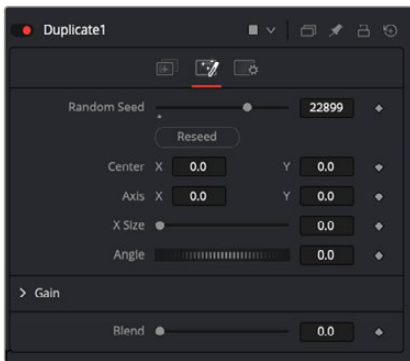 Duplicate1
Random Seed 22899
Reseed
Center X 0.0 Y 0.0
Axis X 0.0 Y 0.0
X Size 0.0
Angle 0.0
> Gain
Blend 0.0